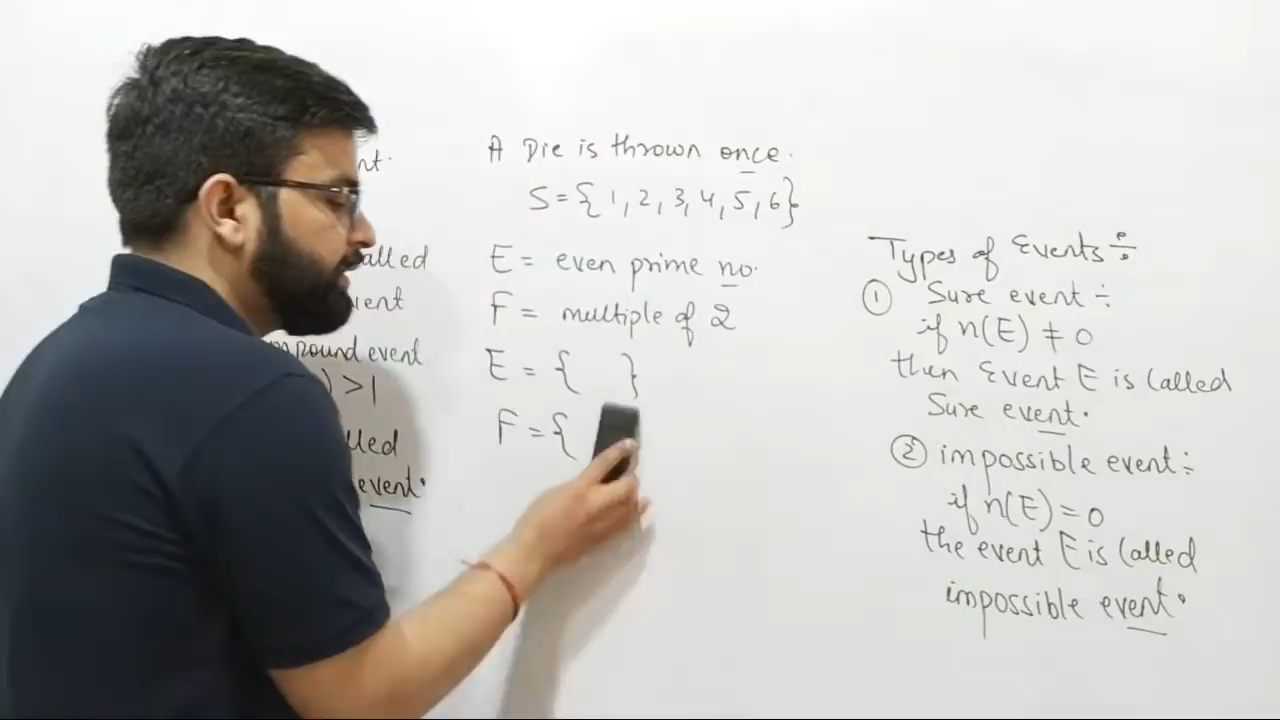 nt.
called
vent
mpound event
) >1
lled
event.
A Die is thrown once.
S={1,2,3,4,5,6}
E = even prime no.
F = multiple of 2
E = { }
F = {
Types of Events ÷
① Sure event ÷
if n(E) ≠ 0
then Event E is called
Sure event.
② impossible event ÷
if n(E) = 0
the event E is called
impossible event.